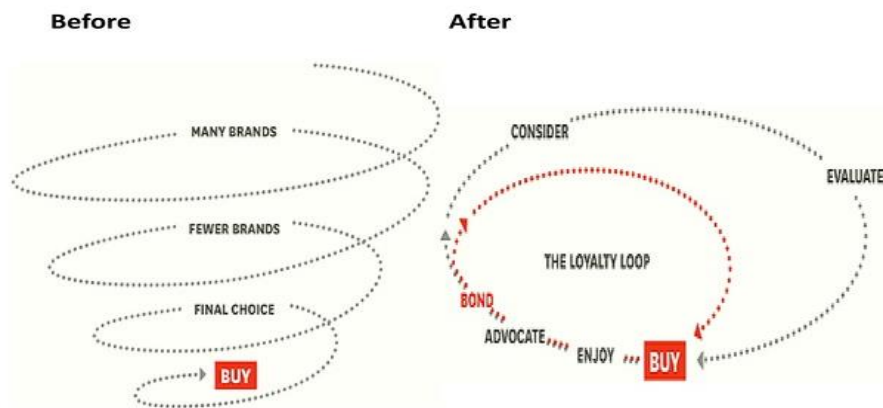 Before
After
MANY BRANDS
FEWER BRANDS
FINAL CHOICE
BUY
CONSIDER
EVALUATE
THE LOYALTY LOOP
BOND
ADVOCATE
ENJOY
BUY